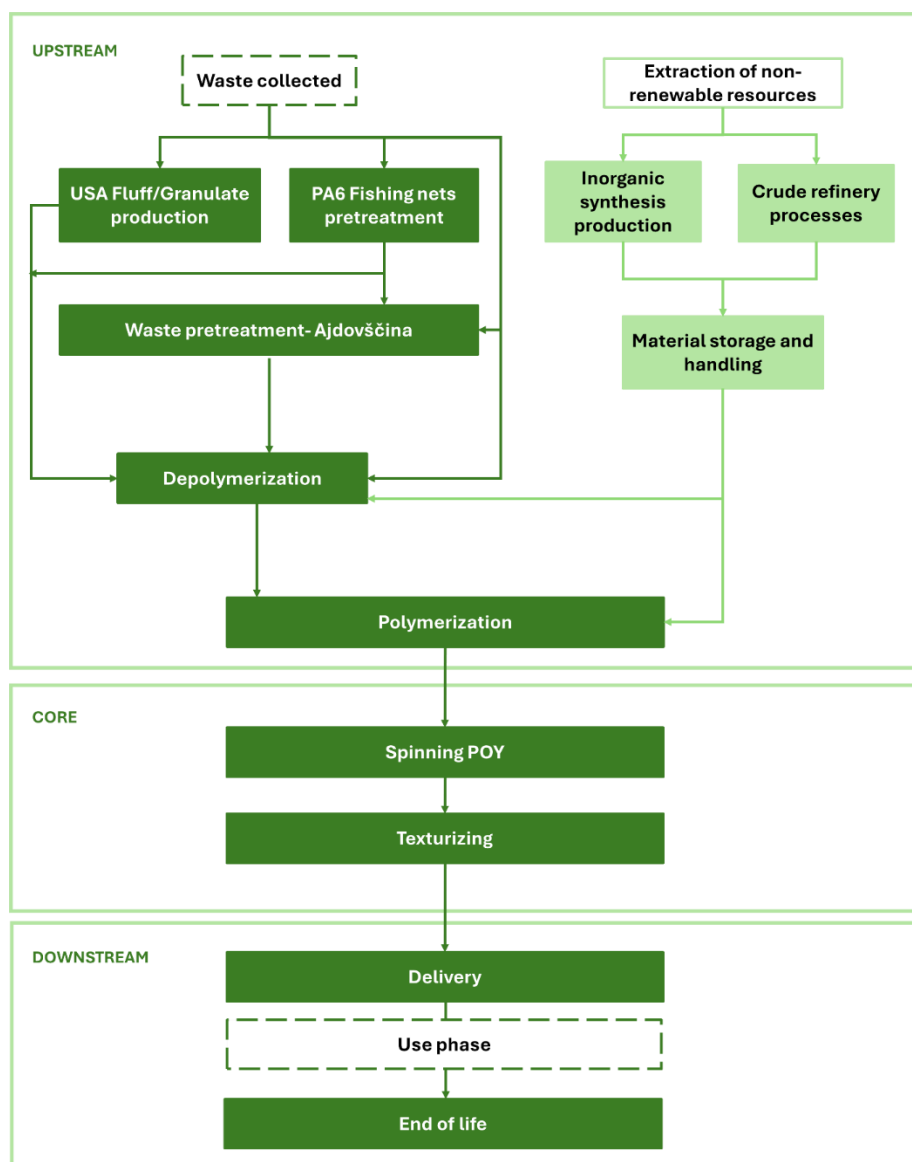 UPSTREAM
Waste collected
Extraction of non-
renewable resources
USA Fluff/Granulate
production
PA6 Fishing nets
pretreatment
Inorganic
synthesis
production
Crude refinery
processes
Waste pretreatment- Ajdovščina
Material storage and
handling
Depolymerization
Polymerization
CORE
Spinning POY
Texturizing
DOWNSTREAM
Delivery
Use phase
End of life